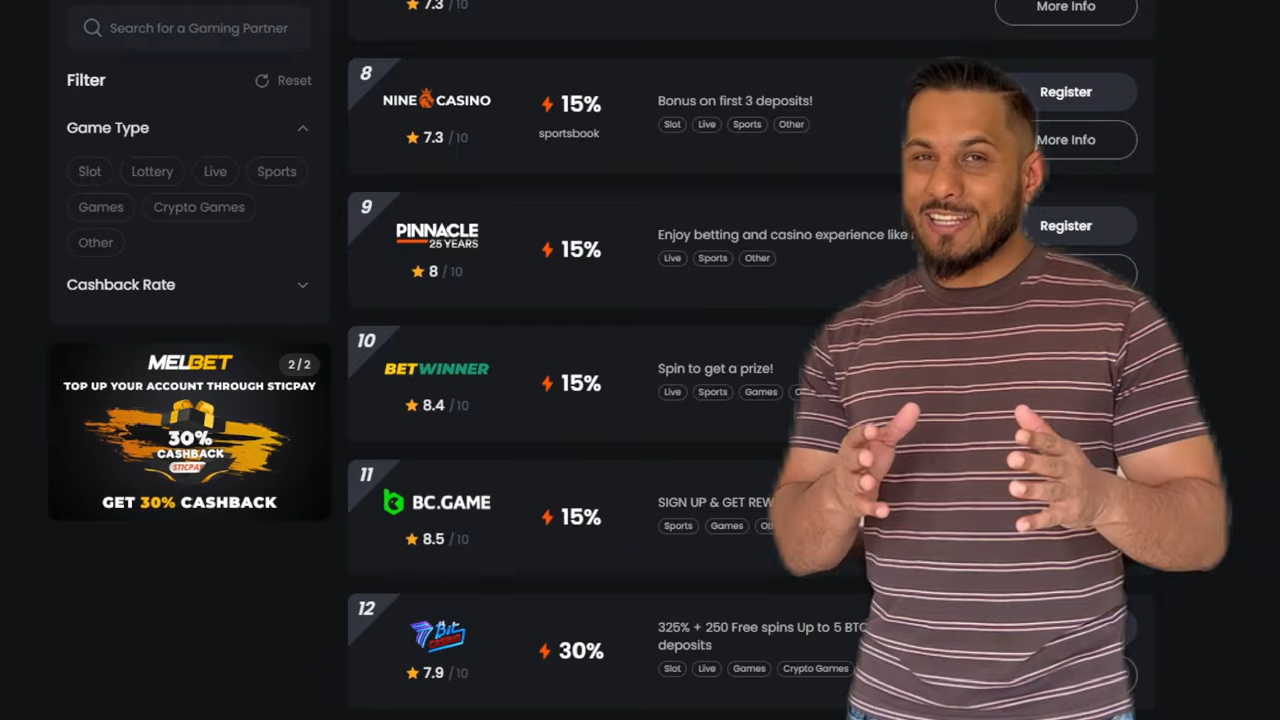 7.3 / 10
More Info
Search for a Gaming Partner
Filter
Reset
Game Type
Slot
Lottery
Live
Sports
Games
Crypto Games
Other
Cashback Rate
MELBET
2 / 2
TOP UP YOUR ACCOUNT THROUGH STICPAY
30%
CASHBACK
STICPAY
GET 30% CASHBACK
8
NINE CASINO
7.3 / 10
15%
sportsbook
Bonus on first 3 deposits!
Slot
Live
Sports
Other
Register
More Info
9
PINNACLE
25 YEARS
8 / 10
15%
Enjoy betting and casino experience like
Live
Sports
Other
Register
10
BETWINNER
8.4 / 10
15%
Spin to get a prize!
Live
Sports
Games
11
BC.GAME
8.5 / 10
15%
SIGN UP & GET
Sports
Games
12
7Bit
CASINO
7.9 / 10
30%
325% + 250 Free spins Up to 5 BTC
deposits
Slot
Live
Games
Crypto Games